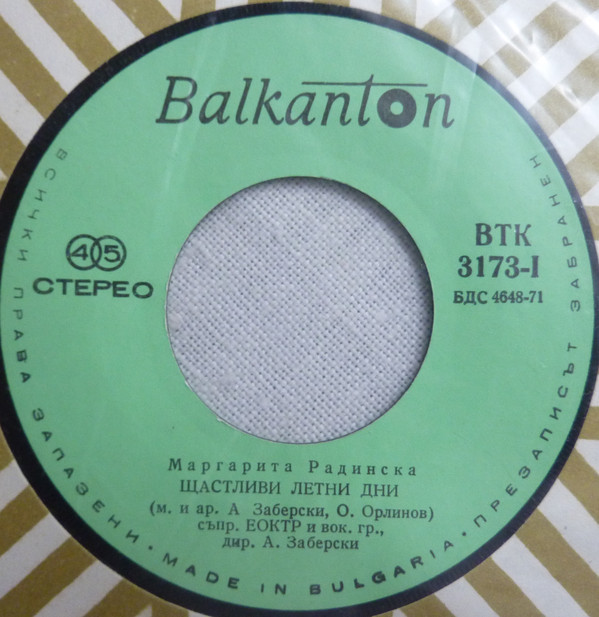 Balkanton
45
СТЕРЕО
ВТК
3173-I
БДС 4648-71
Маргарита Радинска
ЩАСТЛИВИ ЛЕТНИ ДНИ
(м. и ар. А Заберски, О. Орлинов)
съпр. ЕОКТР и вок. гр.,
дир. А. Заберски
ВСИЧКИ ПРАВА ЗАПАЗЕНИ · MADE IN BULGARIA · ПРЕЗАПИСЪТ ЗАБРАНЕН